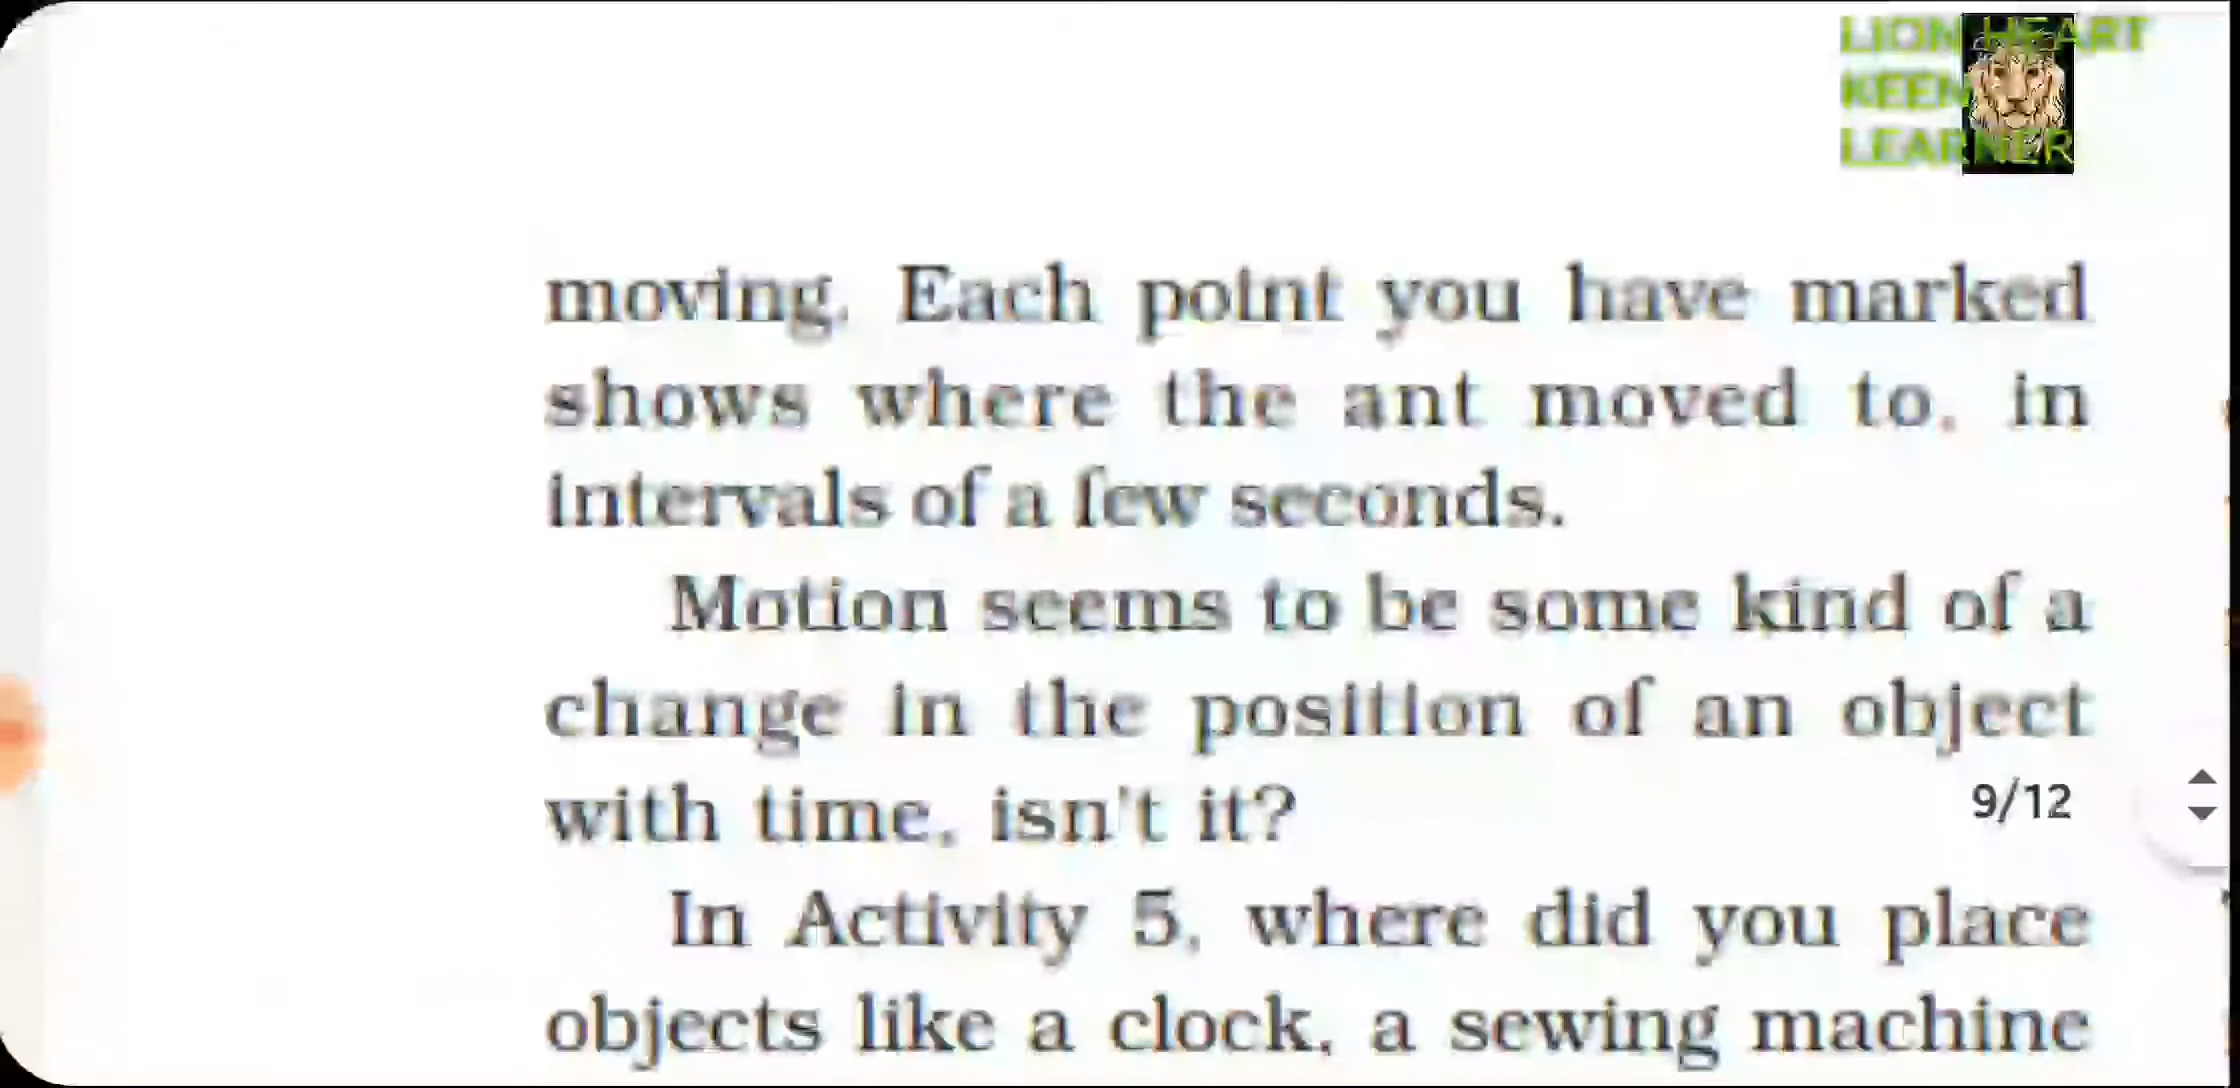 LION HEART
KEEN
LEARNER
moving. Each point you have marked
shows where the ant moved to, in
intervals of a few seconds.
Motion seems to be some kind of a
change in the position of an object
with time, isn't it?
9/12
In Activity 5, where did you place
objects like a clock, a sewing machine